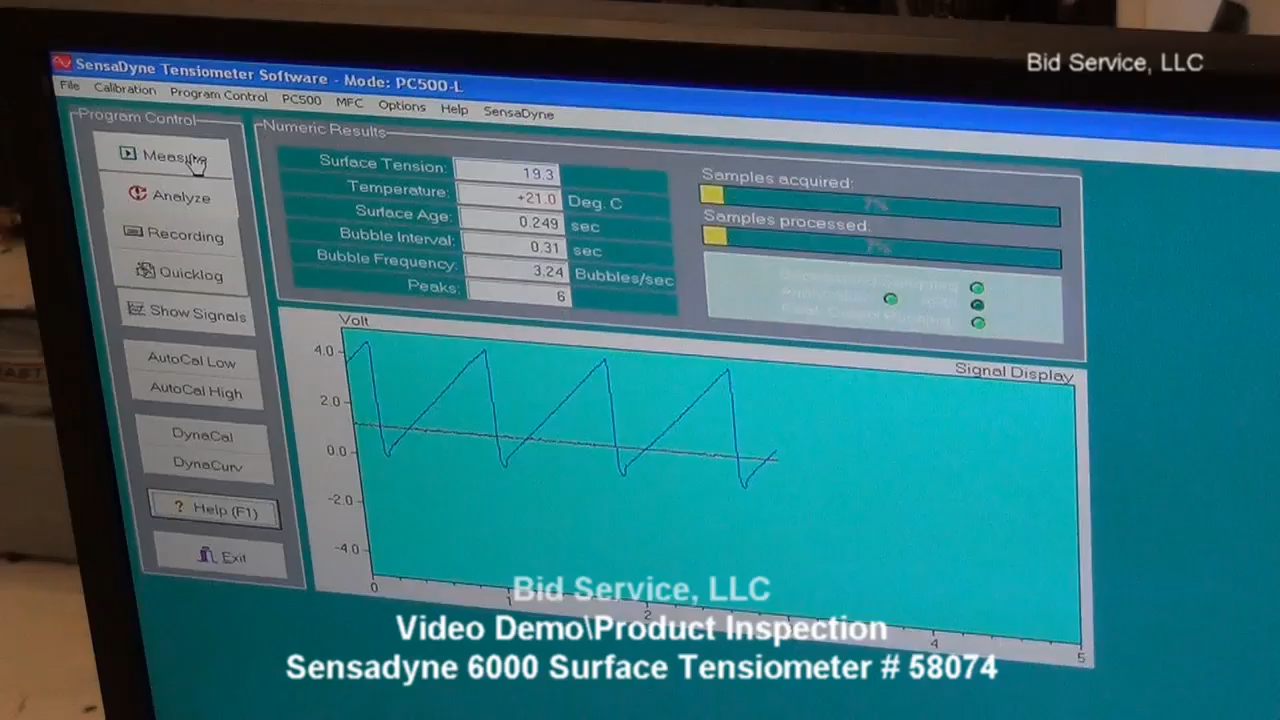 Bid Service, LLC
SensaDyne Tensiometer Software - Mode: PC500-L
File Calibration Program Control PC500 MFC Options Help SensaDyne
Program Control
Measure
Analyze
Recording
Quicklog
Show Signals
AutoCal Low
AutoCal High
DynaCal
DynaCurv
? Help (F1)
Exit
Numeric Results
Surface Tension: 19.3
Temperature: +21.0 Deg. C
Surface Age: 0.249 sec
Bubble Interval: 0.31 sec
Bubble Frequency: 3.24 Bubbles/sec
Peaks: 6
Samples acquired:
7%
Samples processed:
7%
Volt
Signal Display
4.0
2.0
0.0
-2.0
-4.0
0 1 2 4 5
Bid Service, LLC
Video Demo\Product Inspection
Sensadyne 6000 Surface Tensiometer # 58074